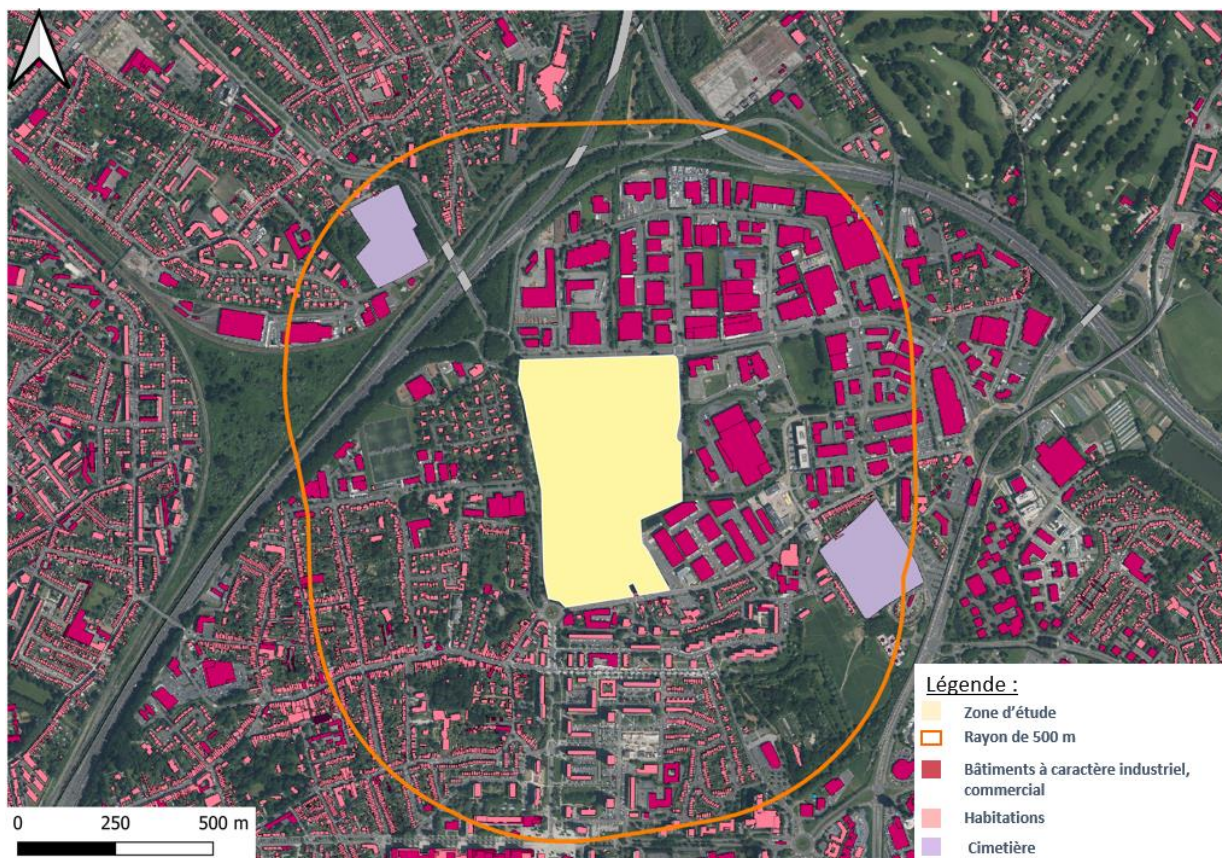 Légende :
Zone d'étude
Rayon de 500 m
Bâtiments à caractère industriel,
commercial
Habitations
Cimetière
0 250 500 m